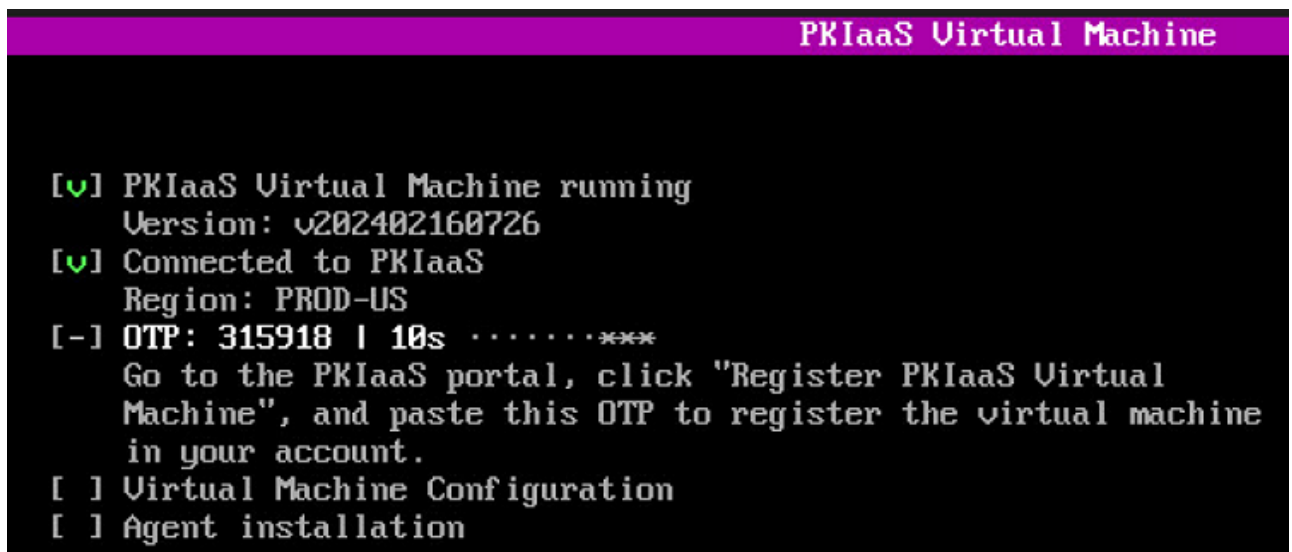 PKIaaS Virtual Machine
[v] PKIaaS Virtual Machine running
Version: v202402160726
[v] Connected to PKIaaS
Region: PROD-US
[-] OTP: 315918 | 10s ·······***
Go to the PKIaaS portal, click "Register PKIaaS Virtual
Machine", and paste this OTP to register the virtual machine
in your account.
[ ] Virtual Machine Configuration
[ ] Agent installation